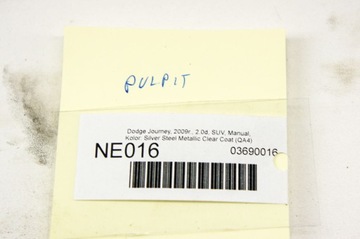 PULPIT
Dodge Journey, 2009r., 2.0d, SUV, Manual,
Kolor: Silver Steel Metallic Clear Coat (QA4)
NE016 03690016